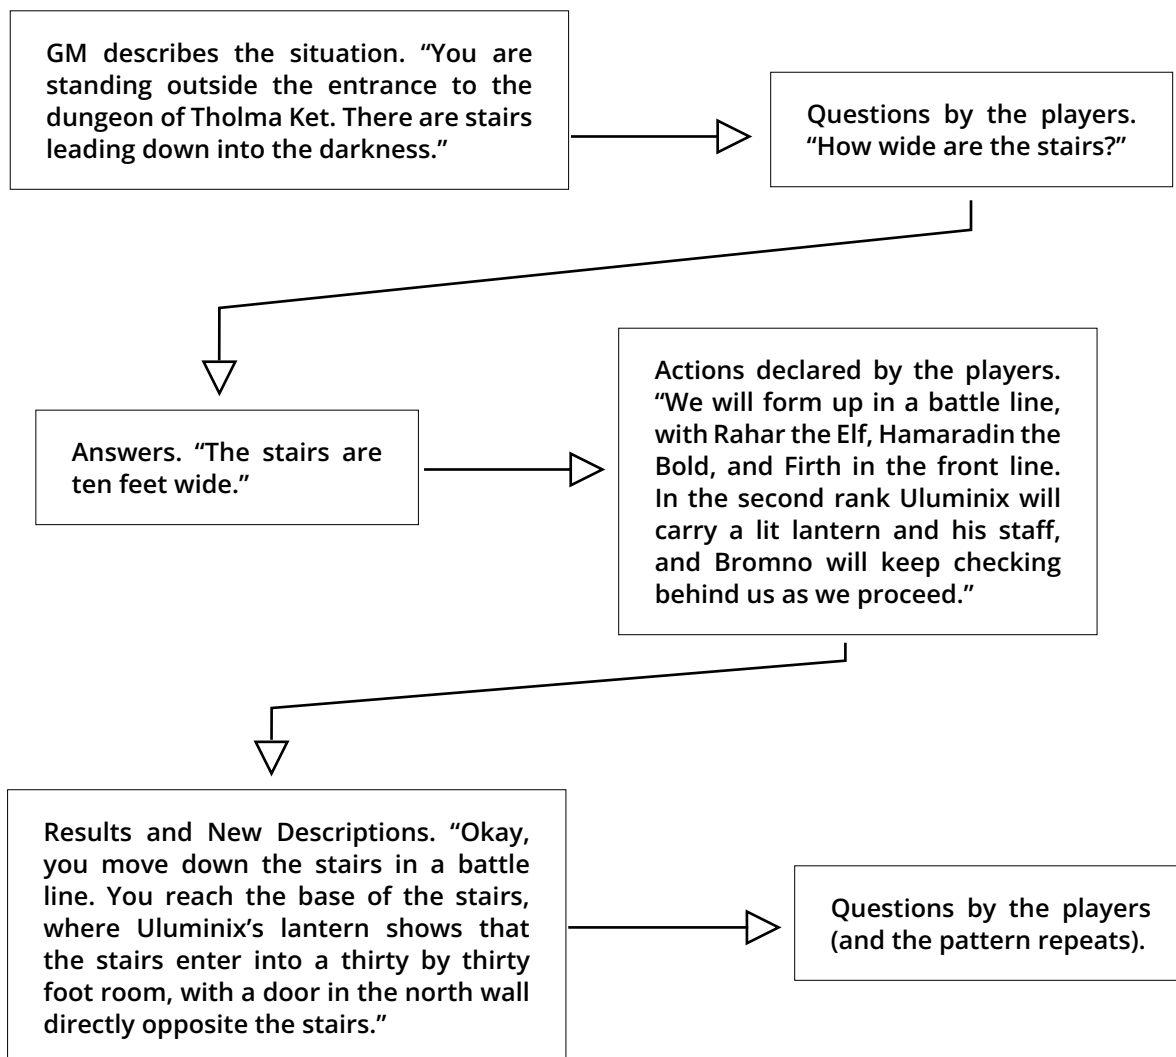 GM describes the situation. “You are
standing outside the entrance to the
dungeon of Tholma Ket. There are stairs
leading down into the darkness.”
Questions by the players.
“How wide are the stairs?”
Answers. “The stairs are
ten feet wide.”
Actions declared by the players.
“We will form up in a battle line,
with Rahar the Elf, Hamaradin the
Bold, and Firth in the front line.
In the second rank Uluminix will
carry a lit lantern and his staff,
and Bromno will keep checking
behind us as we proceed.”
Results and New Descriptions. “Okay,
you move down the stairs in a battle
line. You reach the base of the stairs,
where Uluminix’s lantern shows that
the stairs enter into a thirty by thirty
foot room, with a door in the north wall
directly opposite the stairs.”
Questions by the players
(and the pattern repeats).